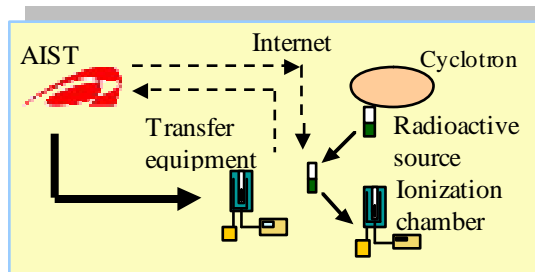 AIST
Internet
Cyclotron
Transfer
equipment
Radioactive
source
Ionization
chamber